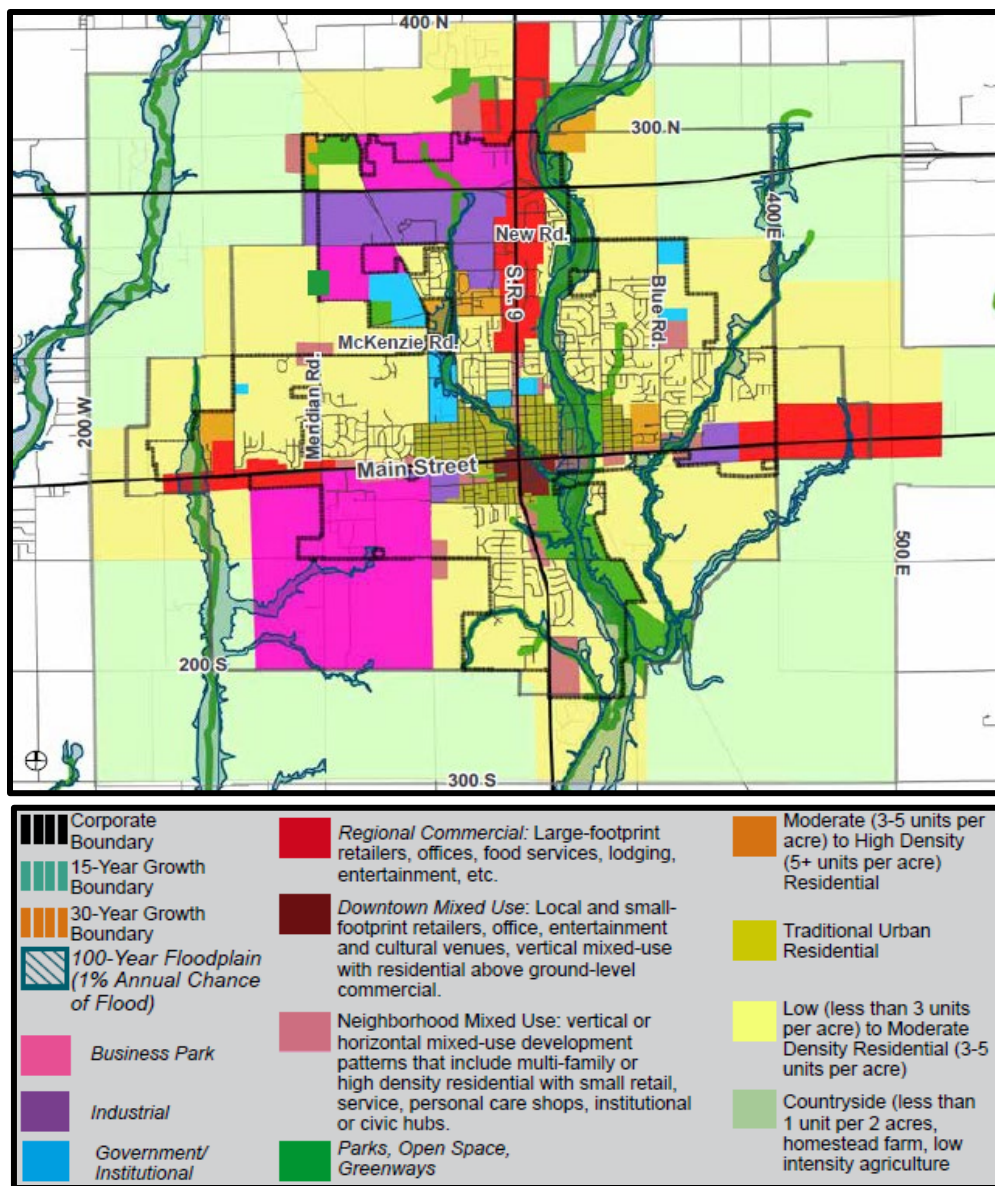 400 N
300 N
400 E
New Rd.
S.R. 9
Blue Rd.
McKenzie Rd.
Meridian Rd.
200 W
Main Street
500 E
200 S
300 S
Corporate
Boundary
15-Year Growth
Boundary
30-Year Growth
Boundary
100-Year Floodplain
(1% Annual Chance
of Flood)
Business Park
Industrial
Government/
Institutional
Regional Commercial: Large-footprint
retailers, offices, food services, lodging,
entertainment, etc.
Downtown Mixed Use: Local and small-
footprint retailers, office, entertainment
and cultural venues, vertical mixed-use
with residential above ground-level
commercial.
Neighborhood Mixed Use: vertical or
horizontal mixed-use development
patterns that include multi-family or
high density residential with small retail,
service, personal care shops, institutional
or civic hubs.
Parks, Open Space,
Greenways
Moderate (3-5 units per
acre) to High Density
(5+ units per acre)
Residential
Traditional Urban
Residential
Low (less than 3 units
per acre) to Moderate
Density Residential (3-5
units per acre)
Countryside (less than
1 unit per 2 acres,
homestead farm, low
intensity agriculture